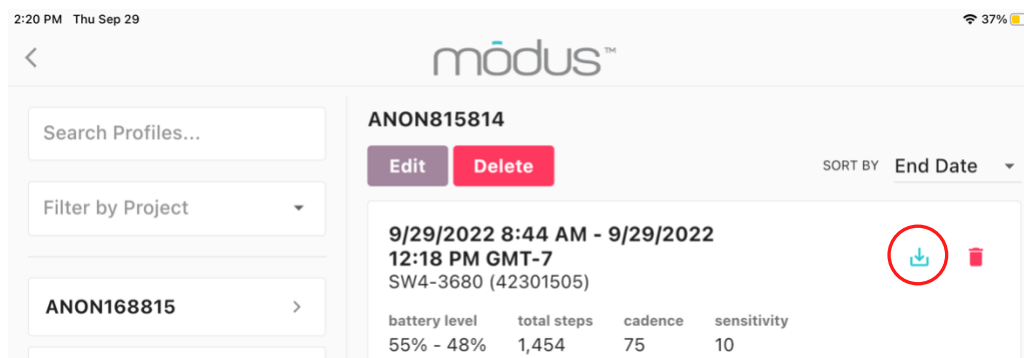 2:20 PM Thu Sep 29
37%
mōdus™
Search Profiles...
Filter by Project
ANON168815
ANON815814
Edit
Delete
SORT BY End Date
9/29/2022 8:44 AM - 9/29/2022
12:18 PM GMT-7
SW4-3680 (42301505)
battery level total steps cadence sensitivity
55% - 48% 1,454 75 10